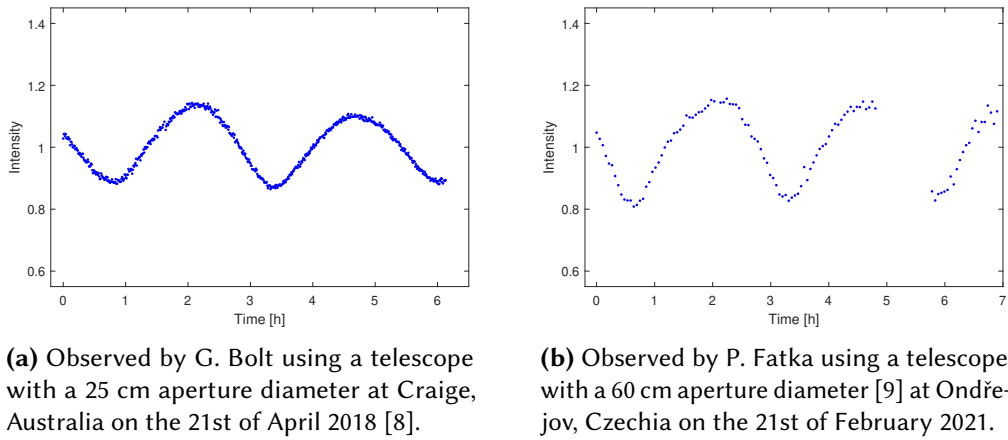 1.4
1.2
1
0.8
0.6
Intensity
0 1 2 3 4 5 6
Time [h]
(a) Observed by G. Bolt using a telescope
with a 25 cm aperture diameter at Craige,
Australia on the 21st of April 2018 [8].
1.4
1.2
1
0.8
0.6
Intensity
0 1 2 3 4 5 6 7
Time [h]
(b) Observed by P. Fatka using a telescope
with a 60 cm aperture diameter [9] at Ondře-
jov, Czechia on the 21st of February 2021.